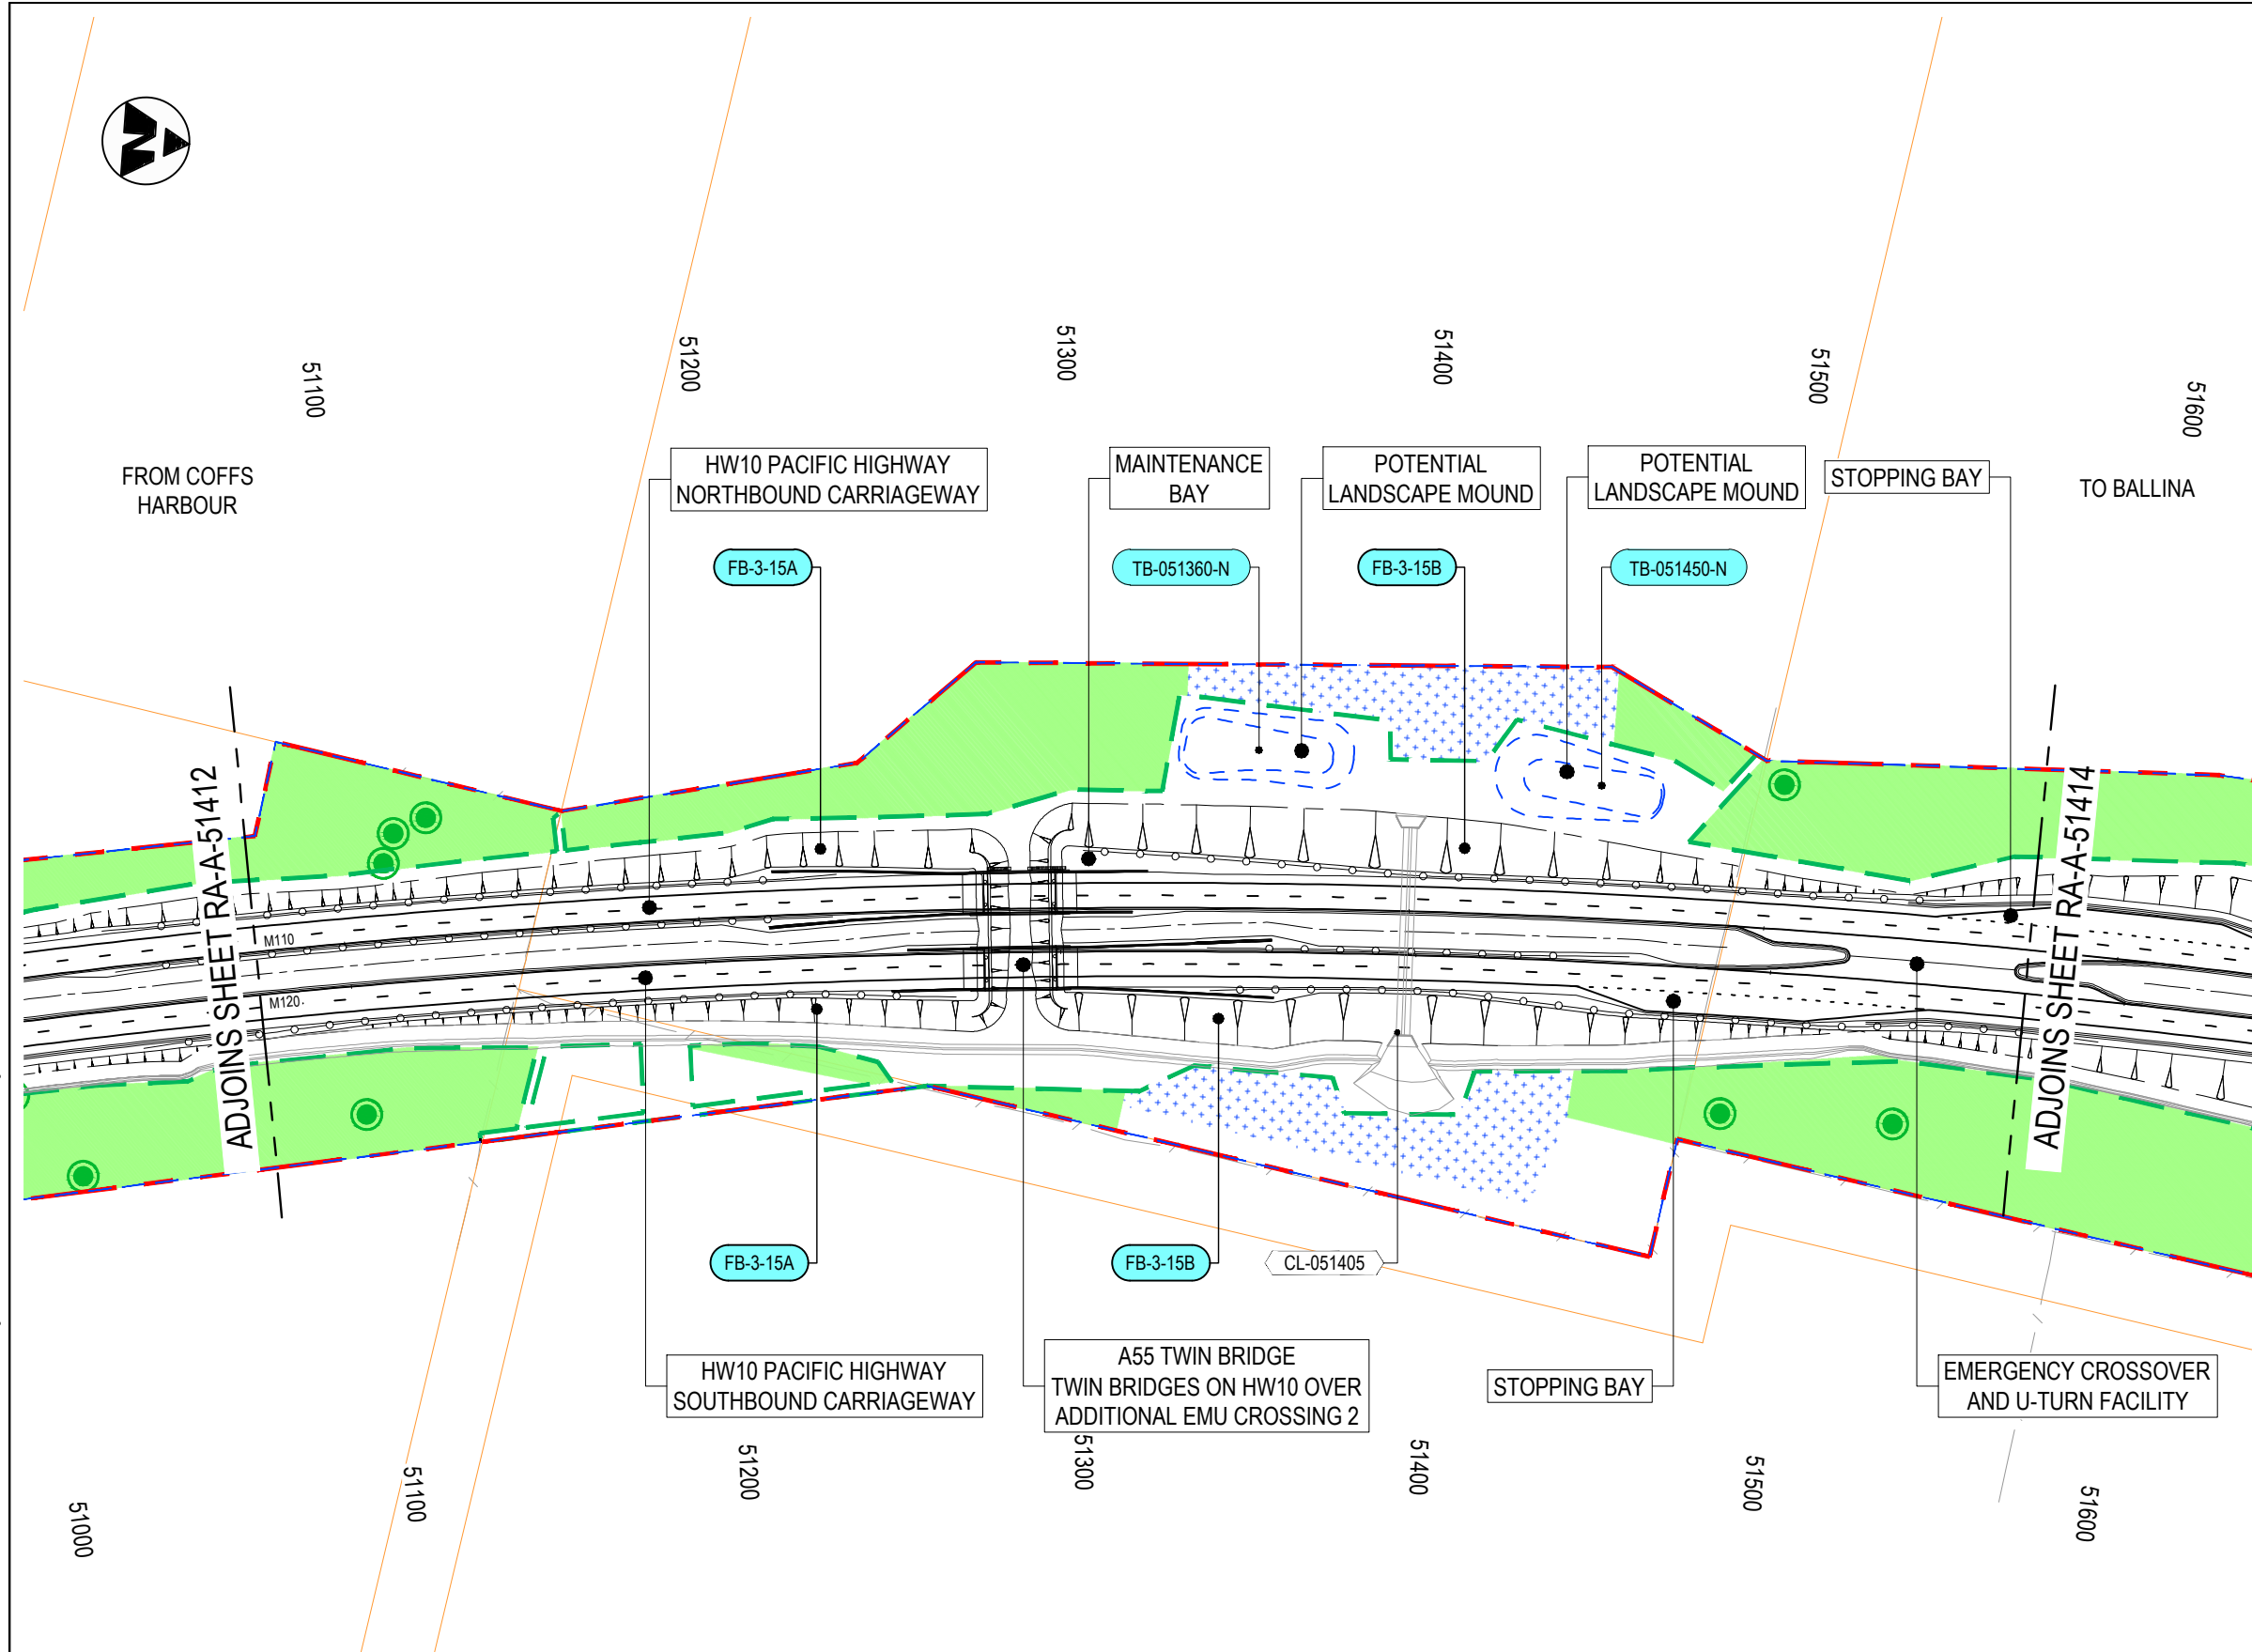 N
51100
51200
51300
51400
51500
51600
FROM COFFS
HARBOUR
HW10 PACIFIC HIGHWAY
NORTHBOUND CARRIAGEWAY
MAINTENANCE
BAY
POTENTIAL
LANDSCAPE MOUND
POTENTIAL
LANDSCAPE MOUND
STOPPING BAY
TO BALLINA
FB-3-15A
TB-051360-N
FB-3-15B
TB-051450-N
ADJOINS SHEET RA-A-51412
M110
M120
ADJOINS SHEET RA-A-51414
FB-3-15A
FB-3-15B
CL-051405
HW10 PACIFIC HIGHWAY
SOUTHBOUND CARRIAGEWAY
A55 TWIN BRIDGE
TWIN BRIDGES ON HW10 OVER
ADDITIONAL EMU CROSSING 2
STOPPING BAY
EMERGENCY CROSSOVER
AND U-TURN FACILITY
51000
51100
51200
51300
51400
51500
51600